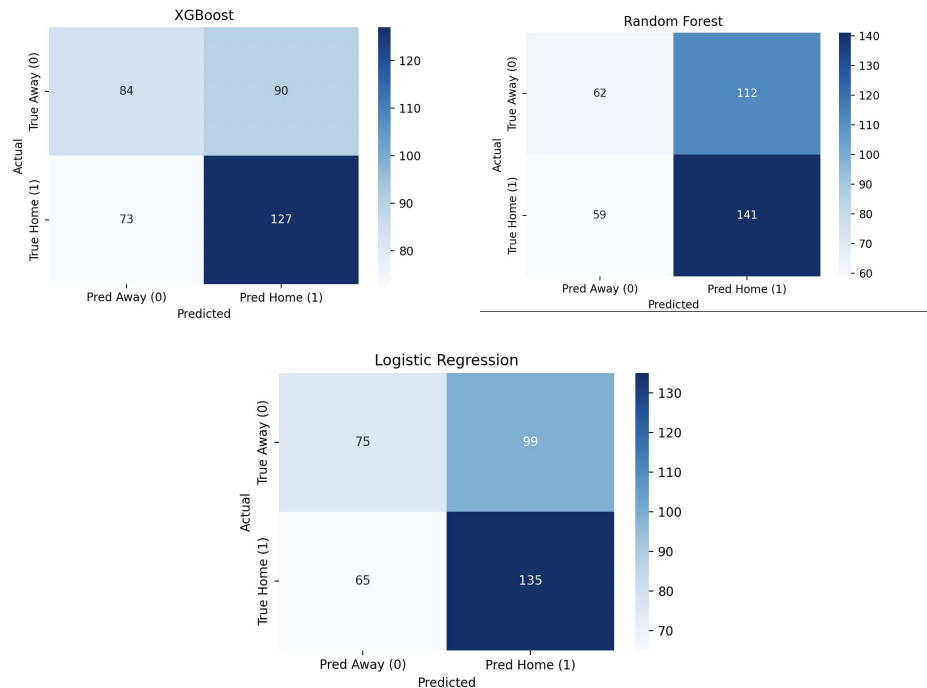 XGBoost
True Away (0)
84
90
120
110
100
90
80
Actual
True Home (1)
73
127
Pred Away (0)
Pred Home (1)
Predicted
Random Forest
True Away (0)
62
112
140
130
120
110
100
90
80
70
60
Actual
True Home (1)
59
141
Pred Away (0)
Pred Home (1)
Predicted
Logistic Regression
True Away (0)
75
99
130
120
110
100
90
80
70
Actual
True Home (1)
65
135
Pred Away (0)
Pred Home (1)
Predicted